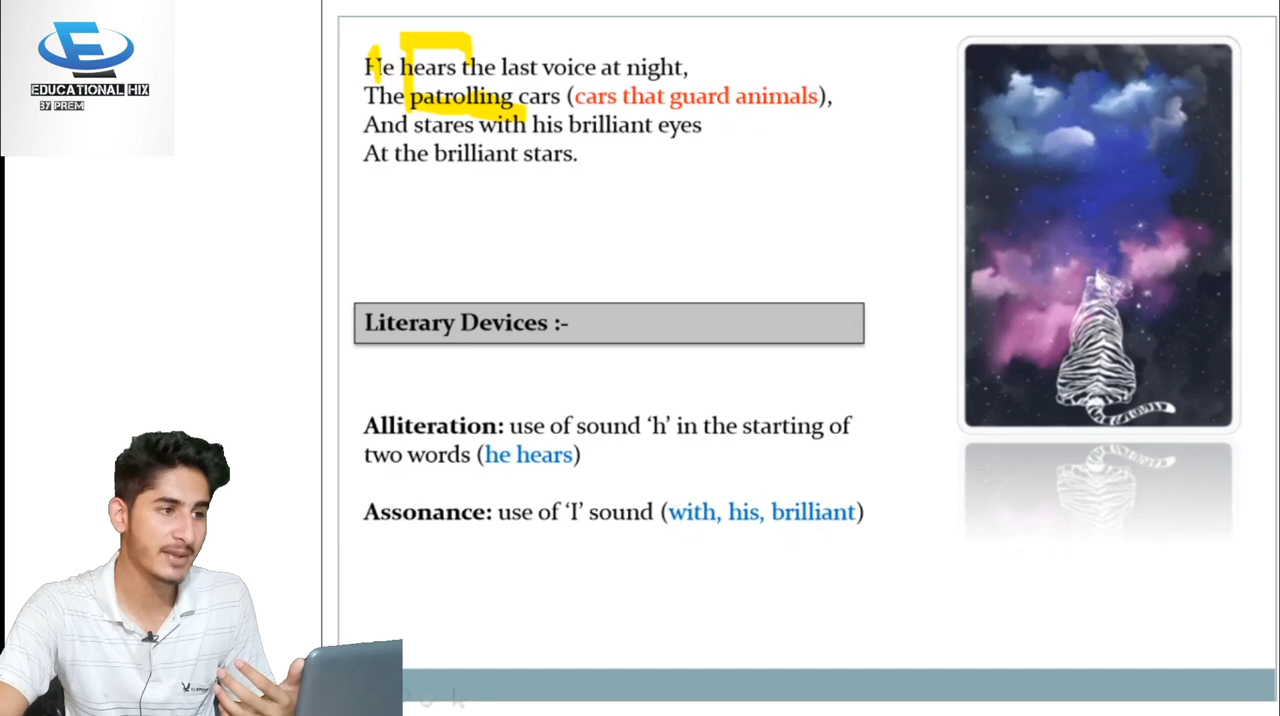 EDUCATIONAL HIX
BY PREM
He hears the last voice at night,
The patrolling cars (cars that guard animals),
And stares with his brilliant eyes
At the brilliant stars.
Literary Devices :-
Alliteration: use of sound ‘h’ in the starting of
two words (he hears)
Assonance: use of ‘I’ sound (with, his, brilliant)